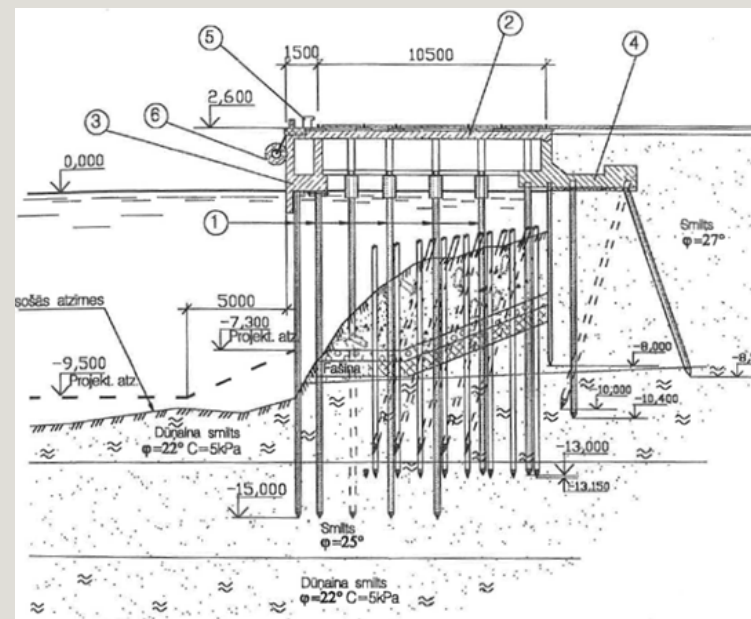 5
1500
10500
2
4
2,600
6
3
0,000
1
Smilts
φ=27°
5000
sošās atzīmes
-7,300
Projekt. atz.
-9,500
Projekt. atz.
Fašīna
-8,000
-8,
-10,000
-10,400
Dūņaina smilts
φ=22° C=5kPa
-13,000
-13,150
-15,000
Smilts
φ=25°
Dūņaina smilts
φ=22° C=5kPa